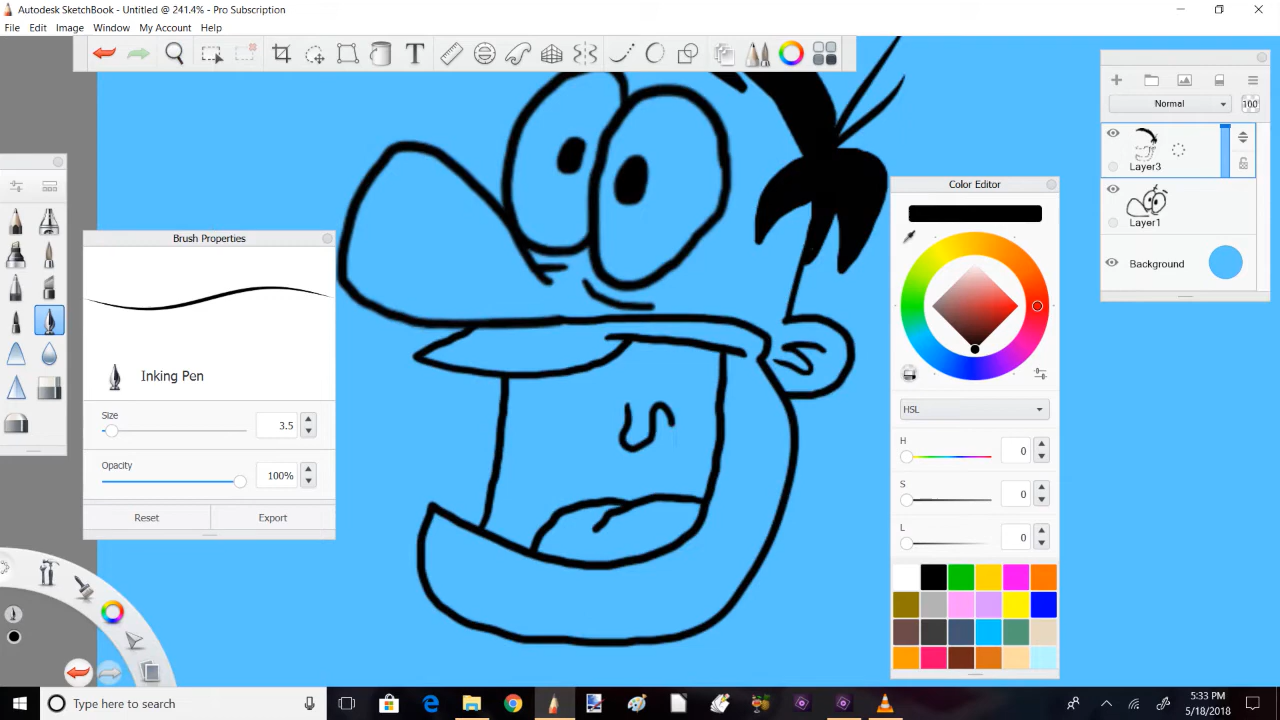 Autodesk SketchBook - Untitled @ 241.4% - Pro Subscription
File Edit Image Window My Account Help
T
Normal 100
Layer3
Layer1
Background
Brush Properties
Inking Pen
Size
3.5
Opacity
100%
Reset Export
Color Editor
HSL
H 0
S 0
L 0
Type here to search
5:33 PM
5/18/2018